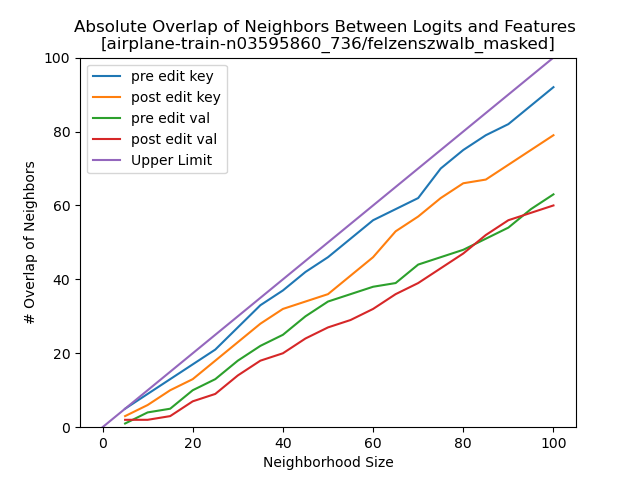 Absolute Overlap of Neighbors Between Logits and Features
[airplane-train-n03595860_736/felzenszwalb_masked]
100
80
60
40
20
0
# Overlap of Neighbors
pre edit key
post edit key
pre edit val
post edit val
Upper Limit
0 20 40 60 80 100
Neighborhood Size